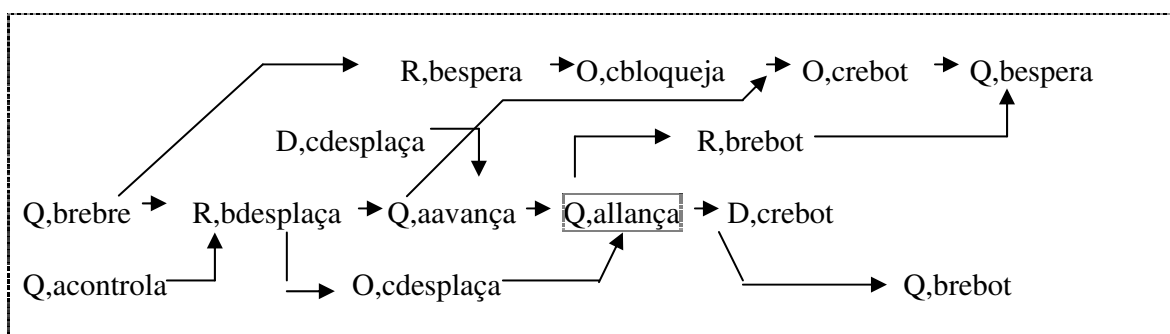 R,bespera O,cbloqueja O,crebot Q,bespera
D,cdesplaça R,brebot
Q,brebre R,bdesplaça Q,aavança Q,allança D,crebot
Q,acontrola O,cdesplaça Q,brebot